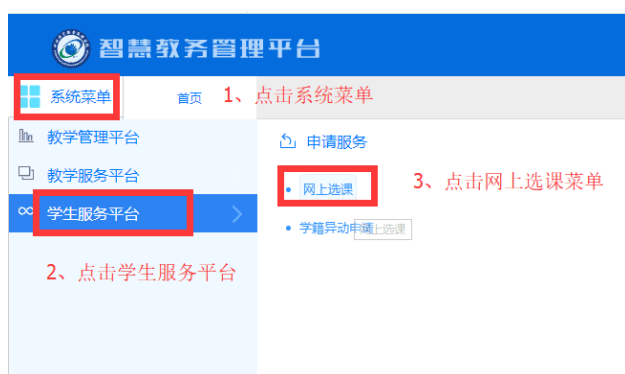 智慧教务管理平台
系统菜单 首页 1、点击系统菜单
教学管理平台
申请服务
教学服务平台
网上选课 3、点击网上选课菜单
学生服务平台
学籍异动申请 网上选课
2、点击学生服务平台